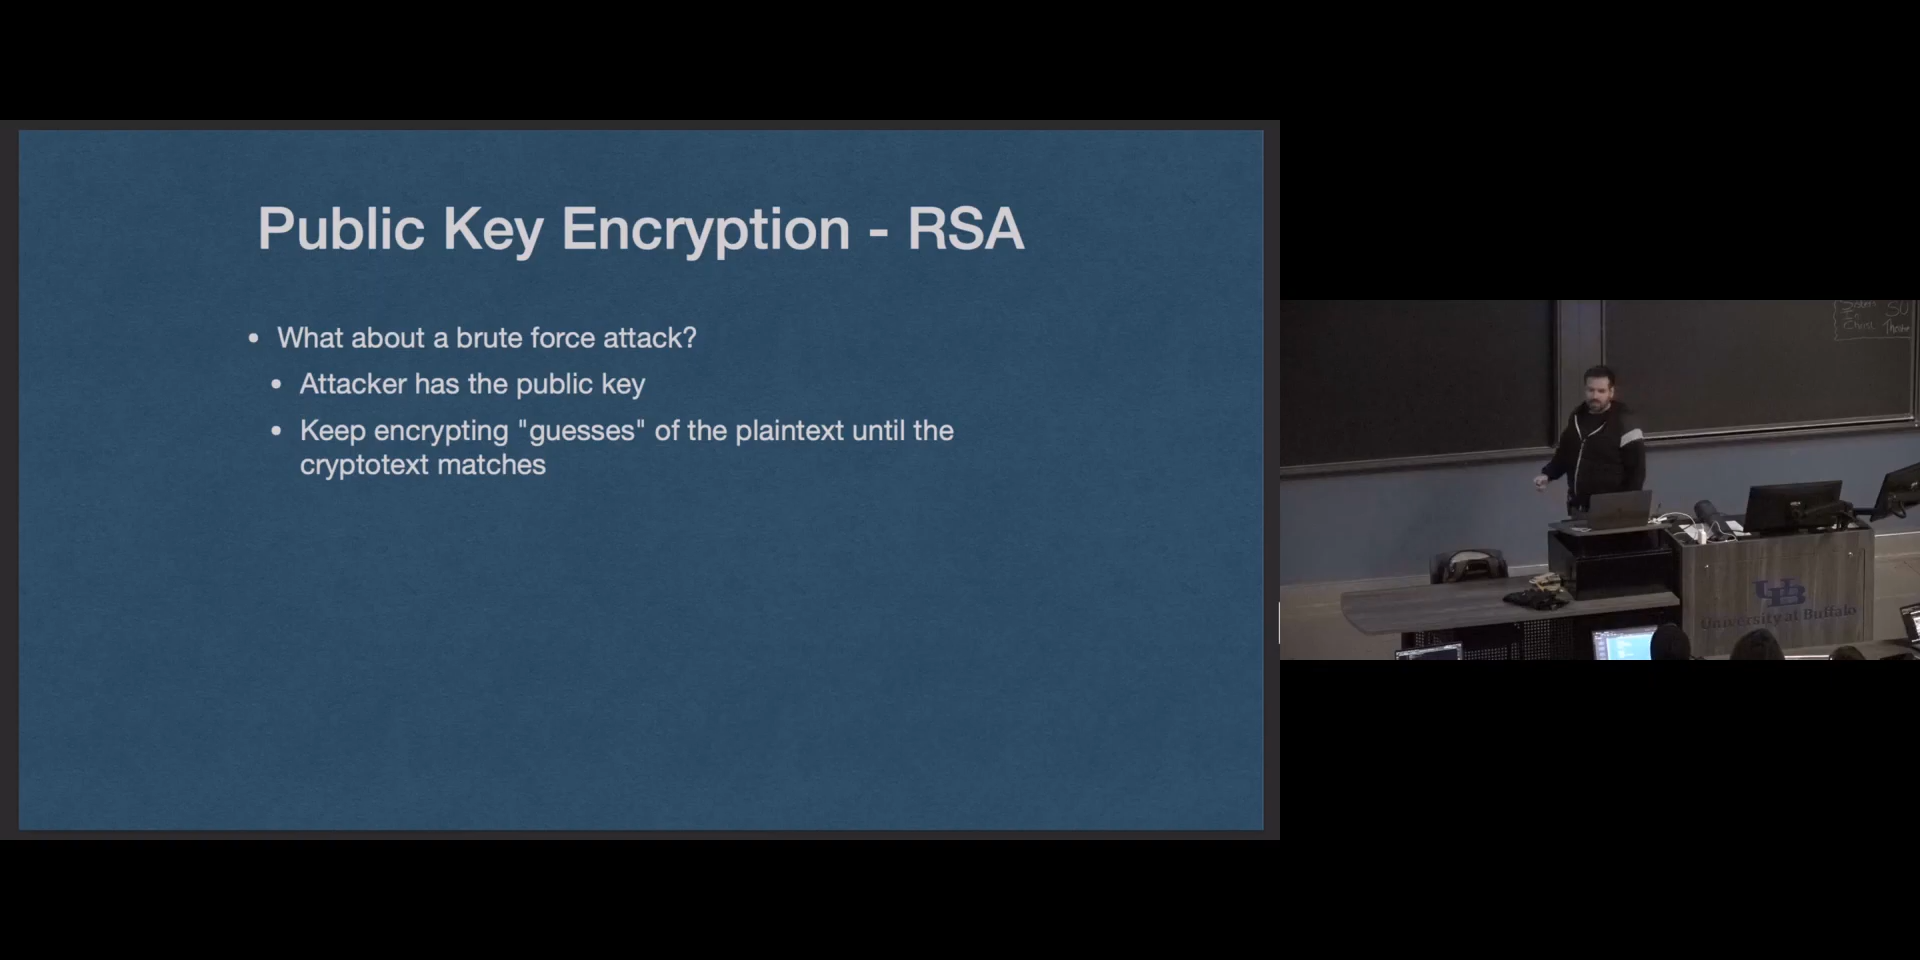 Public Key Encryption - RSA
• What about a brute force attack?
• Attacker has the public key
• Keep encrypting "guesses" of the plaintext until the
cryptotext matches
UB
University at Buffalo